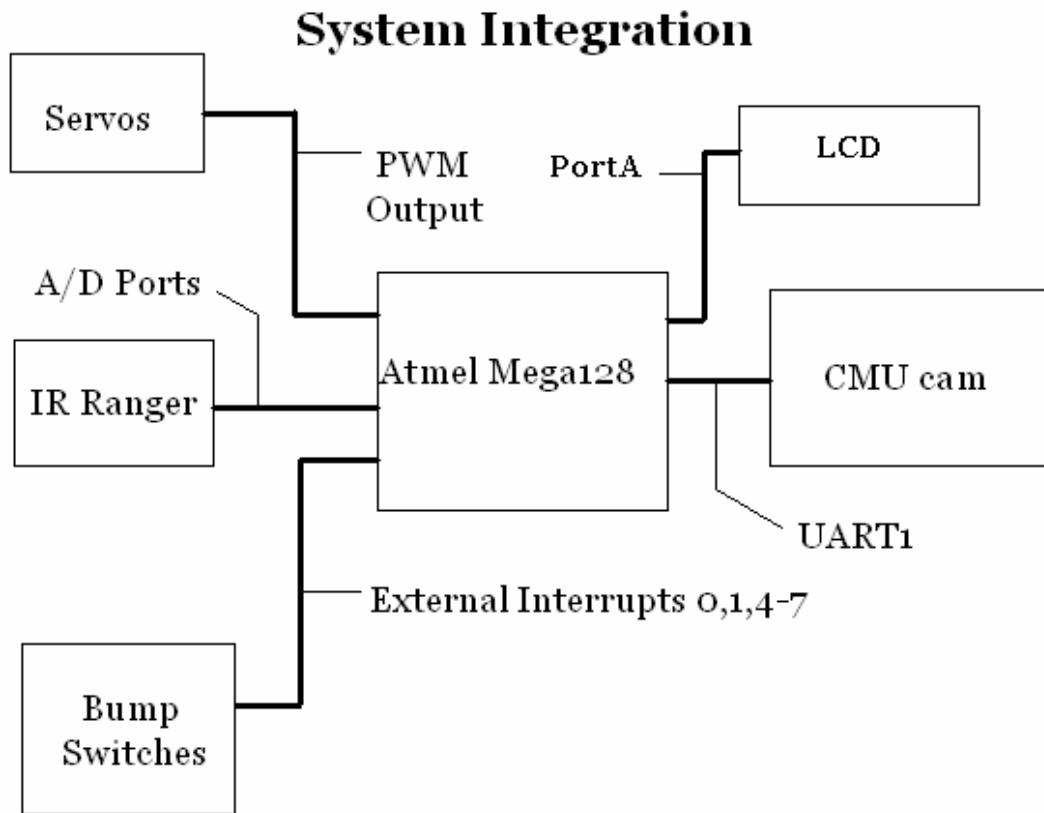 System Integration
Servos
PWM
Output
PortA
LCD
A/D Ports
IR Ranger
Atmel Mega128
CMU cam
UART1
External Interrupts 0,1,4-7
Bump
Switches